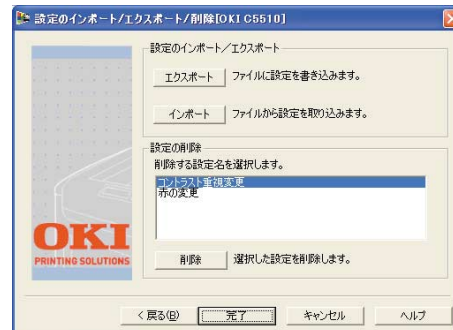 設定のインポート/エクスポート/削除[OKI C5510]
設定のインポート／エクスポート
エクスポート ファイルに設定を書き込みます。
インポート ファイルから設定を取り込みます。
設定の削除
削除する設定名を選択します。
コントラスト重視変更
赤の変更
OKI
PRINTING SOLUTIONS
削除 選択した設定を削除します。
< 戻る(B) 完了 キャンセル ヘルプ